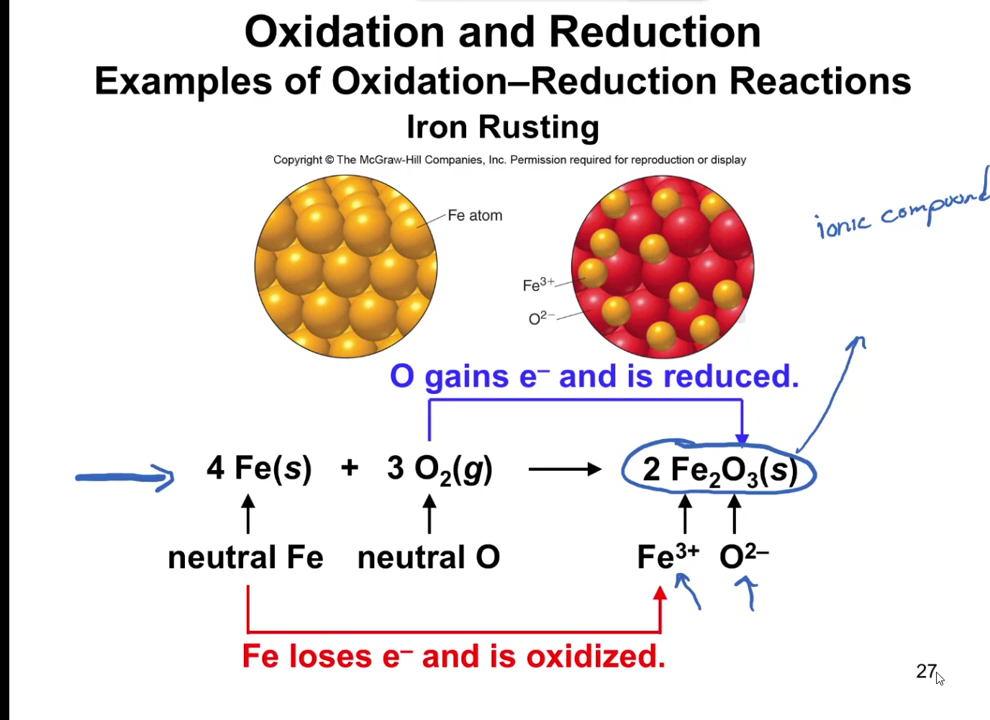 Oxidation and Reduction
Examples of Oxidation–Reduction Reactions
Iron Rusting
Copyright © The McGraw-Hill Companies, Inc. Permission required for reproduction or display
Fe atom
ionic compound
Fe³⁺
O²⁻
O gains e⁻ and is reduced.
4 Fe(s) + 3 O₂(g) → 2 Fe₂O₃(s)
neutral Fe neutral O Fe³⁺ O²⁻
Fe loses e⁻ and is oxidized.
27